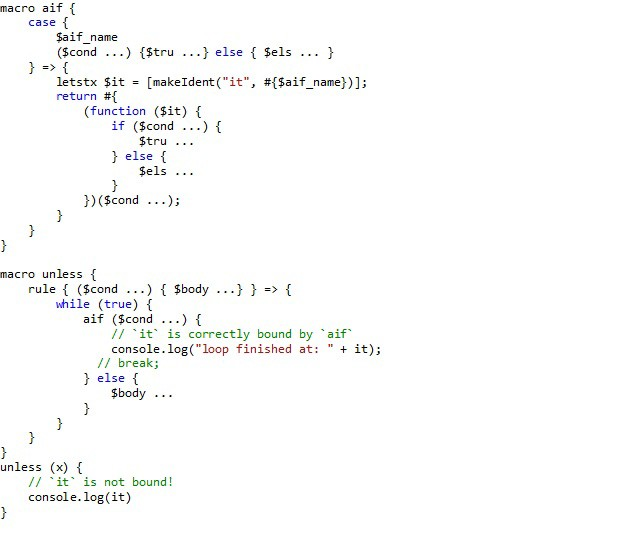 macro aif {
    case {
        $aif_name
        ($cond ...) {$tru ...} else { $els ... }
    } => {
        letstx $it = [makeIdent("it", #{$aif_name})];
        return #{
            (function ($it) {
                if ($cond ...) {
                    $tru ...
                } else {
                    $els ...
                }
            })($cond ...);
        }
    }
}

macro unless {
    rule { ($cond ...) { $body ...} } => {
        while (true) {
            aif ($cond ...) {
                // `it` is correctly bound by `aif`
                console.log("loop finished at: " + it);
              // break;
            } else {
                $body ...
            }
        }
    }
}
unless (x) {
    // `it` is not bound!
    console.log(it)
}